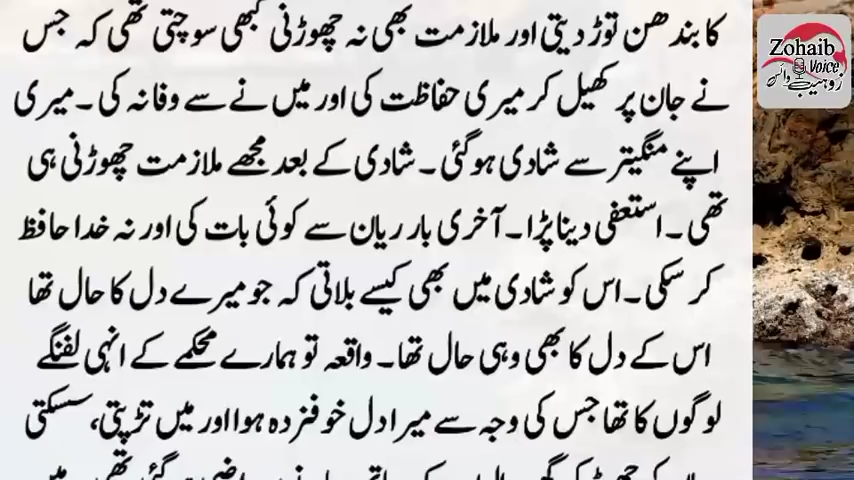 کا بندھن توڑ دیتی اور ملازمت بھی نہ چھوڑنی کبھی سوچتی تھی کہ جس
نے جان پر کھیل کر میری حفاظت کی اور میں نے سے وفا نہ کی۔ میری
اپنے منگیتر سے شادی ہو گئی۔ شادی کے بعد مجھے ملازمت چھوڑنی ہی
تھی۔ استعفی دینا پڑا۔ آخری بار ریان سے کوئی بات کی اور نہ خدا حافظ
کر سکی۔ اس کو شادی میں بھی کیسے بلاتی کہ جو میرے دل کا حال تھا
اس کے دل کا بھی وہی حال تھا۔ واقعہ تو ہمارے محکمے کے انہی لفنگے
لوگوں کا تھا جس کی وجہ سے میرا دل خوفزدہ ہوا اور میں تڑپتی، سسکتی
Zohaib
Voice
زوہیب وائس